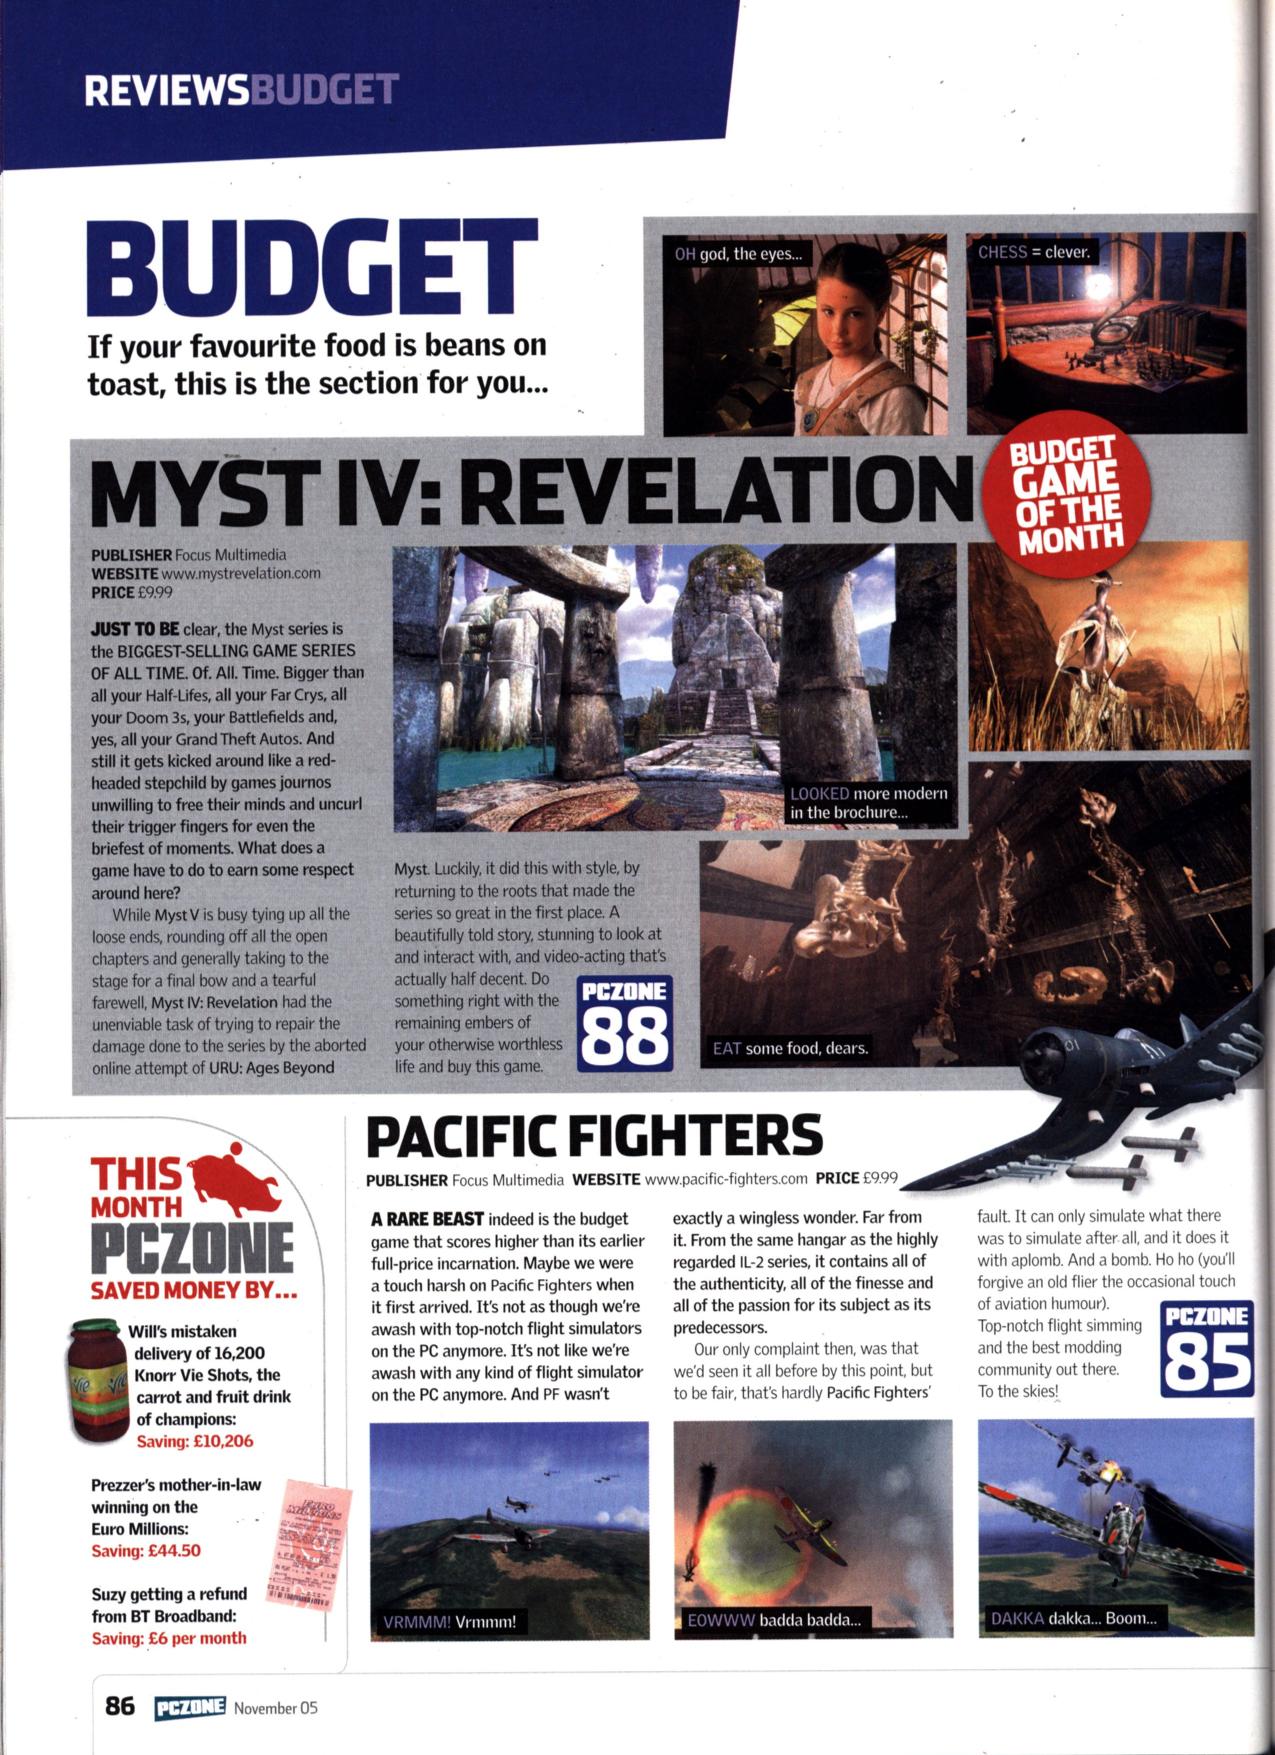 REVIEWSBUDGET
BUDGET
If your favourite food is beans on
toast, this is the section for you...
OH god, the eyes...
CHESS = clever.
MYST IV: REVELATION
BUDGET
GAME
OF THE
MONTH
PUBLISHER Focus Multimedia
WEBSITE www.mystrevelation.com
PRICE £9.99
JUST TO BE clear, the Myst series is
the BIGGEST-SELLING GAME SERIES
OF ALL TIME. Of. All. Time. Bigger than
all your Half-Lifes, all your Far Crys, all
your Doom 3s, your Battlefields and,
yes, all your Grand Theft Autos. And
still it gets kicked around like a red-
headed stepchild by games journos
unwilling to free their minds and uncurl
their trigger fingers for even the
briefest of moments. What does a
game have to do to earn some respect
around here?
While Myst V is busy tying up all the
loose ends, rounding off all the open
chapters and generally taking to the
stage for a final bow and a tearful
farewell, Myst IV: Revelation had the
unenviable task of trying to repair the
damage done to the series by the aborted
online attempt of URU: Ages Beyond
LOOKED more modern
in the brochure...
Myst. Luckily, it did this with style, by
returning to the roots that made the
series so great in the first place. A
beautifully told story, stunning to look at
and interact with, and video-acting that's
actually half decent. Do
something right with the
remaining embers of
your otherwise worthless
life and buy this game.
PCZONE
88
EAT some food, dears.
THIS
MONTH
PCZONE
SAVED MONEY BY...
Will's mistaken
delivery of 16,200
Knorr Vie Shots, the
carrot and fruit drink
of champions:
Saving: £10,206
Prezzer's mother-in-law
winning on the
Euro Millions:
Saving: £44.50
Suzy getting a refund
from BT Broadband:
Saving: £6 per month
Vie
EURO
MILLIONS
PACIFIC FIGHTERS
PUBLISHER Focus Multimedia WEBSITE www.pacific-fighters.com PRICE £9.99
A RARE BEAST indeed is the budget
game that scores higher than its earlier
full-price incarnation. Maybe we were
a touch harsh on Pacific Fighters when
it first arrived. It's not as though we're
awash with top-notch flight simulators
on the PC anymore. It's not like we're
awash with any kind of flight simulator
on the PC anymore. And PF wasn't
exactly a wingless wonder. Far from
it. From the same hangar as the highly
regarded IL-2 series, it contains all of
the authenticity, all of the finesse and
all of the passion for its subject as its
predecessors.
Our only complaint then, was that
we'd seen it all before by this point, but
to be fair, that's hardly Pacific Fighters'
fault. It can only simulate what there
was to simulate after all, and it does it
with aplomb. And a bomb. Ho ho (you'll
forgive an old flier the occasional touch
of aviation humour).
Top-notch flight simming
and the best modding
community out there.
To the skies!
PCZONE
85
VRMMM! Vrmmm!
EOWWW badda badda...
DAKKA dakka... Boom...
86 PCZONE November 05